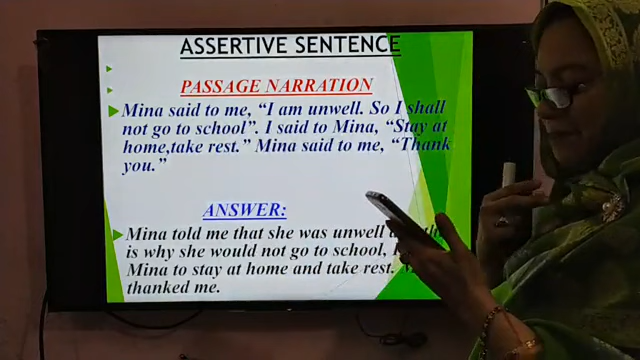 ASSERTIVE SENTENCE
PASSAGE NARRATION
Mina said to me, “I am unwell. So I shall
not go to school”. I said to Mina, “Stay at
home,take rest.” Mina said to me, “Thank
you.”
ANSWER:
Mina told me that she was unwell
is why she would not go to school,
Mina to stay at home and take rest.
thanked me.